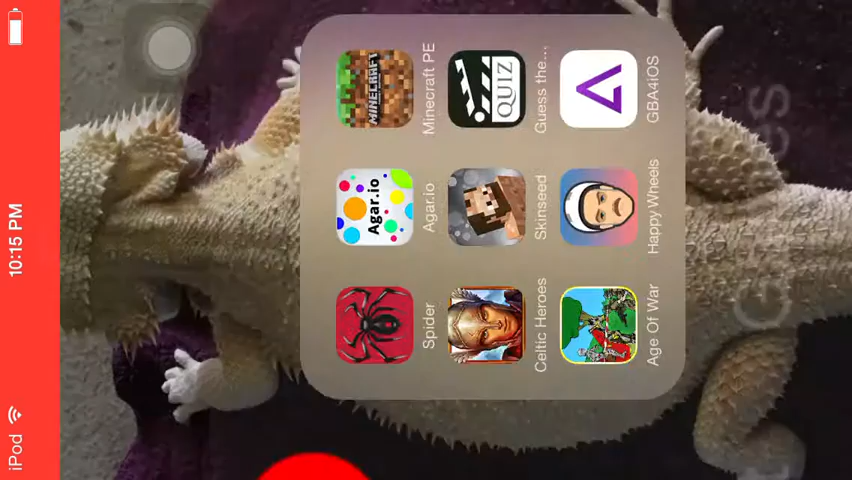 iPod 10:15 PM
Agar.io MINECRAFT
Spider Agar.io Minecraft PE
QUIZ
Celtic Heroes Skinseed Guess the...
Age Of War Happy Wheels GBA4iOS
Games